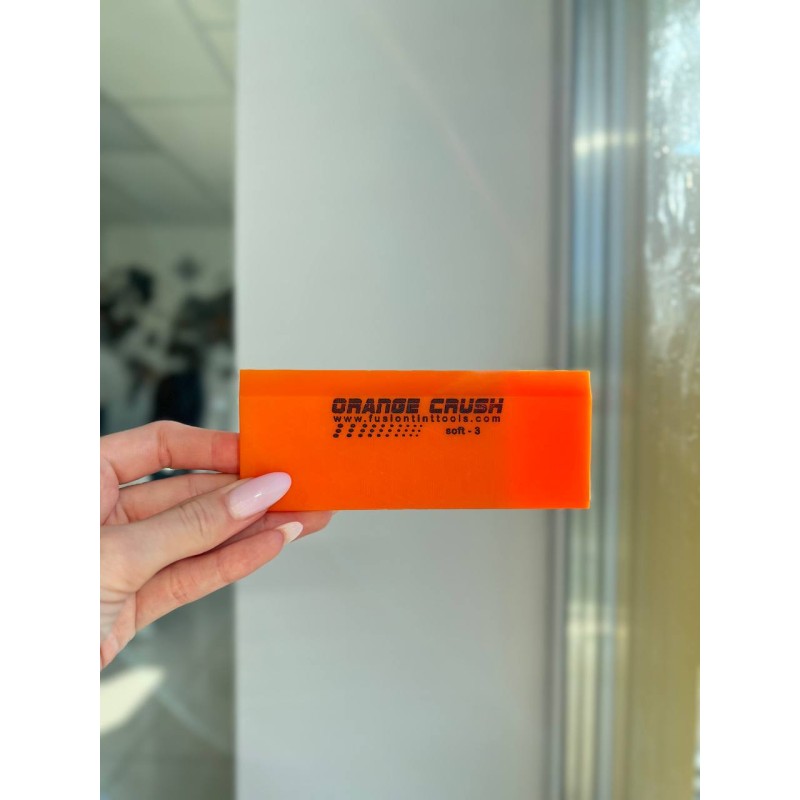 ORANGE CRUSH
www.fusiontinttools.com
soft - 3